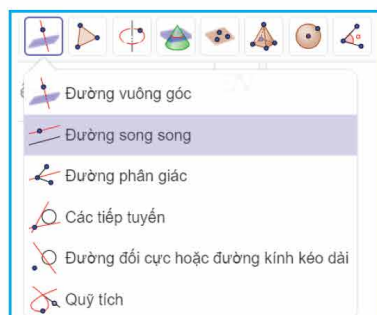 Đường vuông góc
Đường song song
Đường phân giác
Các tiếp tuyến
Đường đối cực hoặc đường kính kéo dài
Quỹ tích